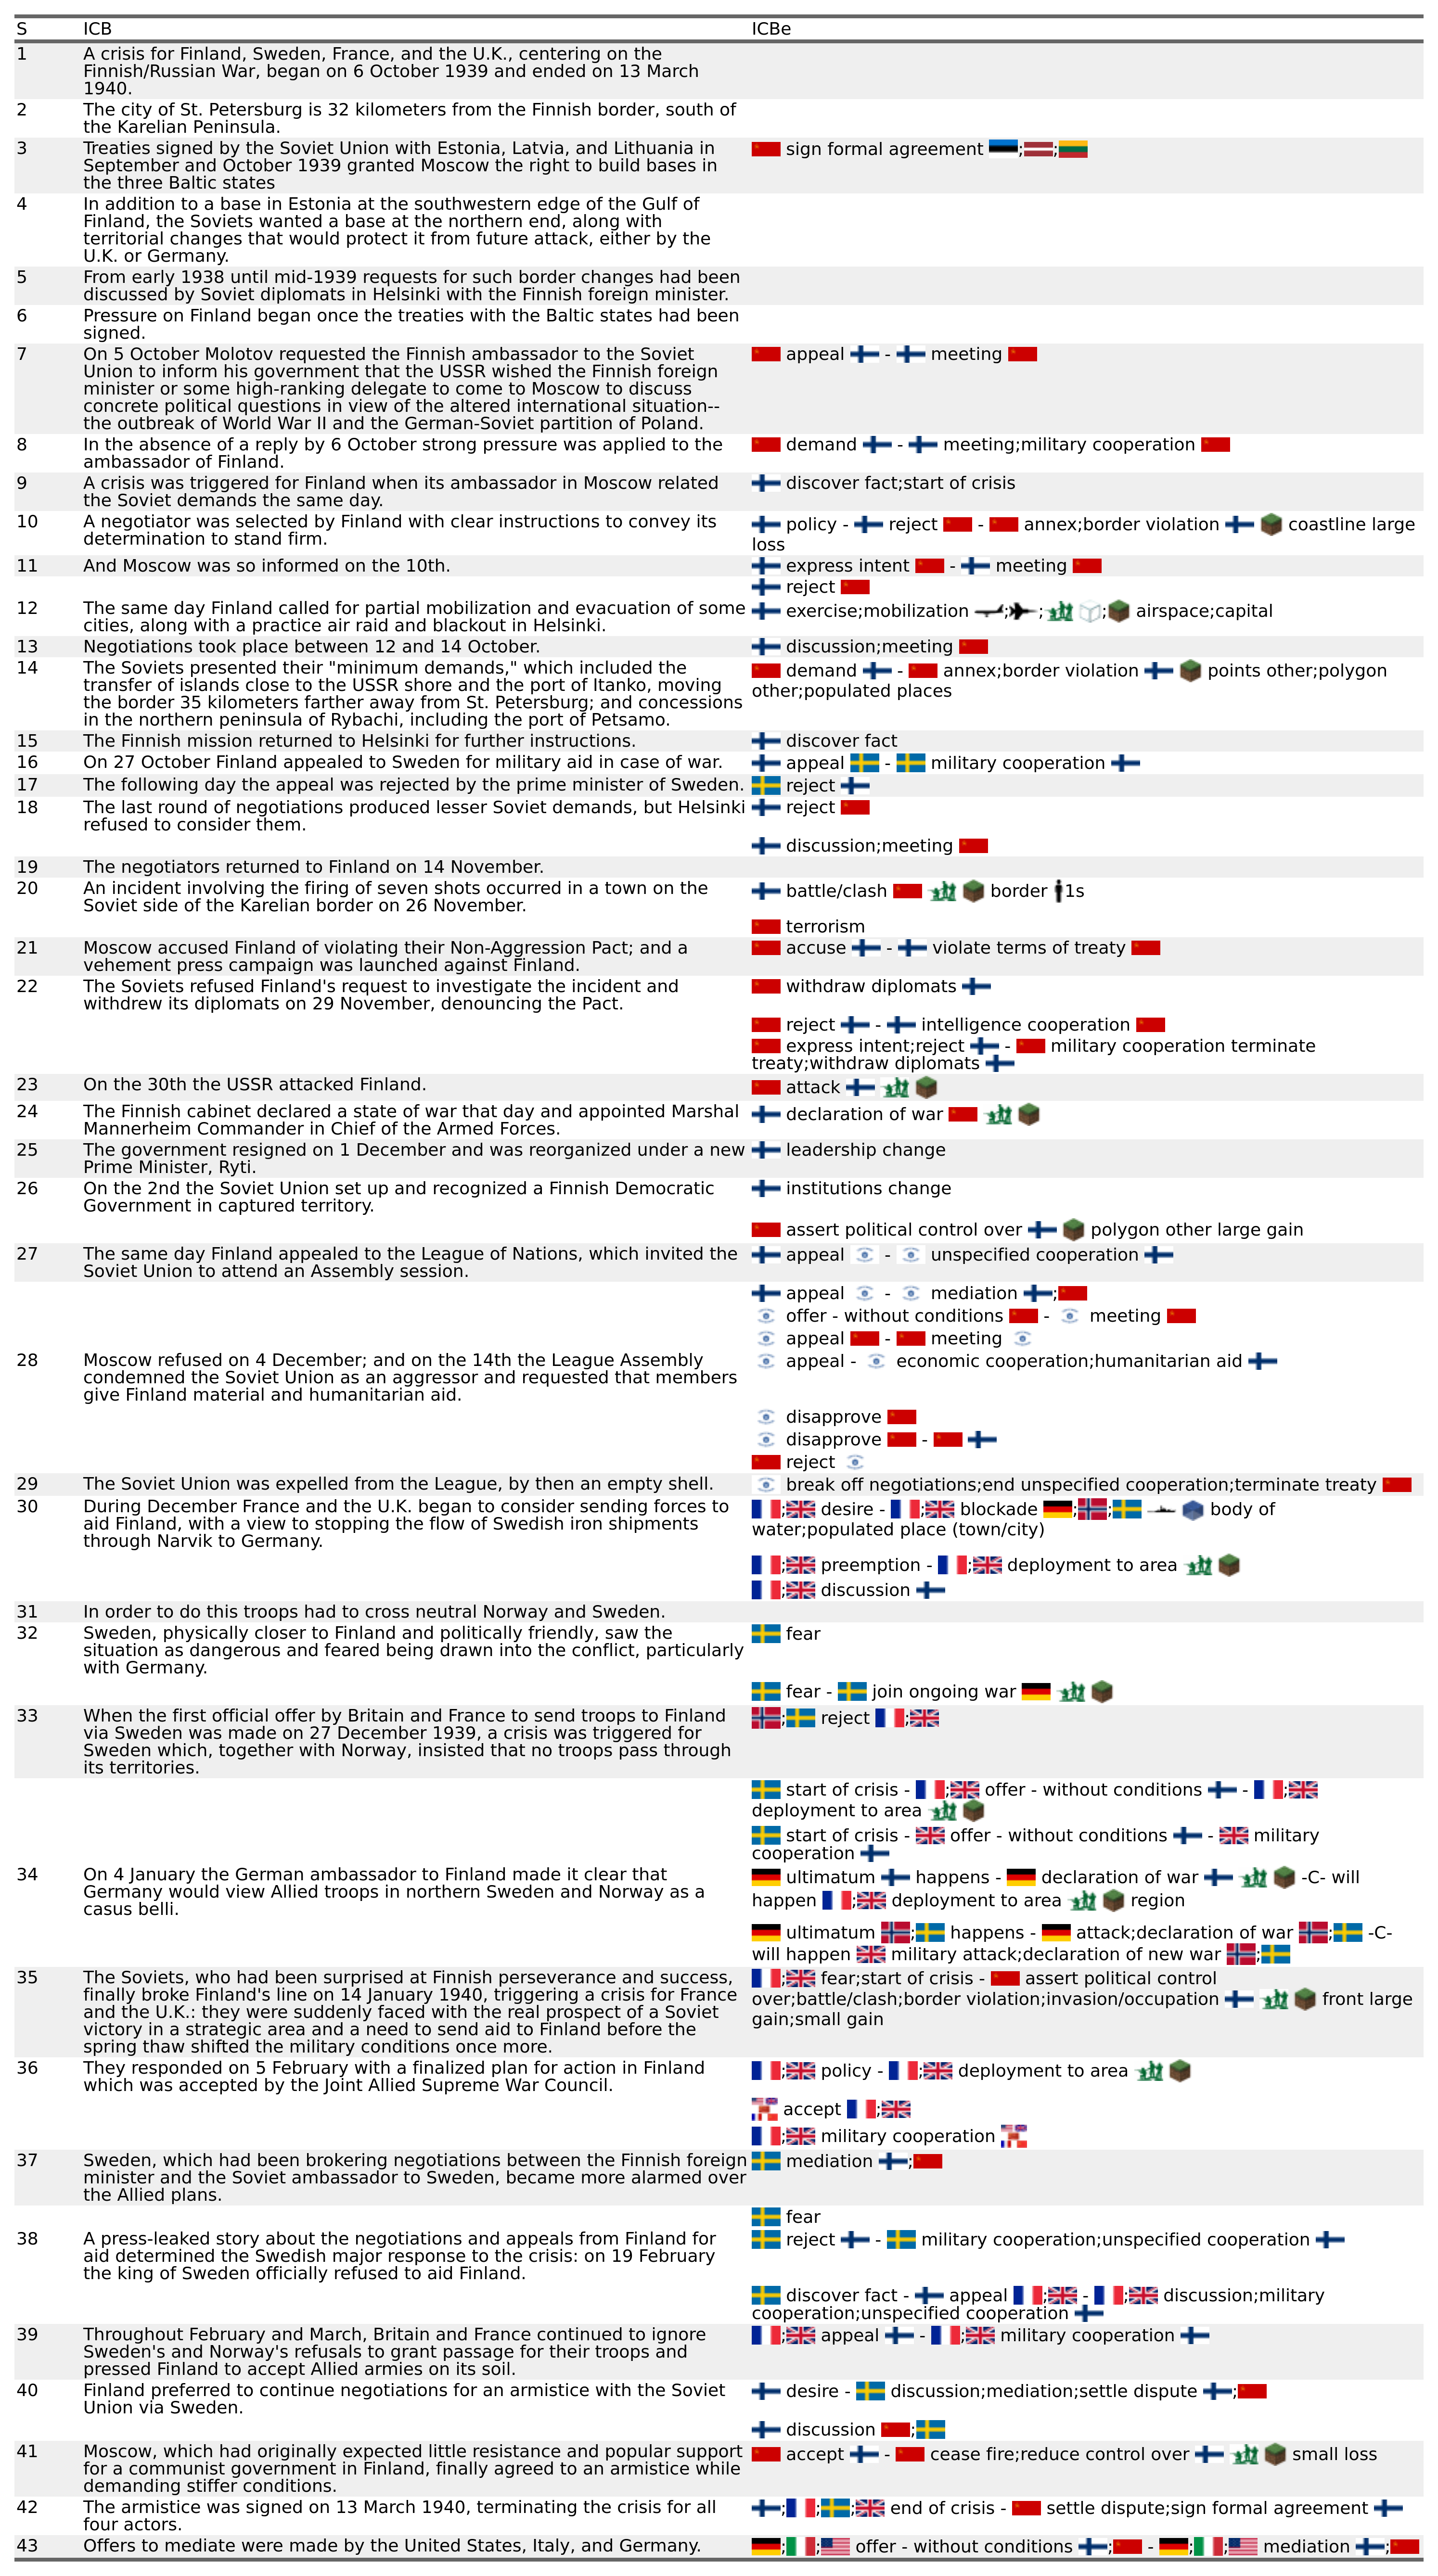 S ICB ICBe
1 A crisis for Finland, Sweden, France, and the U.K., centering on the
Finnish/Russian War, began on 6 October 1939 and ended on 13 March
1940.
2 The city of St. Petersburg is 32 kilometers from the Finnish border, south of
the Karelian Peninsula.
3 Treaties signed by the Soviet Union with Estonia, Latvia, and Lithuania in sign formal agreement ; ;
September and October 1939 granted Moscow the right to build bases in
the three Baltic states
4 In addition to a base in Estonia at the southwestern edge of the Gulf of
Finland, the Soviets wanted a base at the northern end, along with
territorial changes that would protect it from future attack, either by the
U.K. or Germany.
5 From early 1938 until mid-1939 requests for such border changes had been
discussed by Soviet diplomats in Helsinki with the Finnish foreign minister.
6 Pressure on Finland began once the treaties with the Baltic states had been
signed.
7 On 5 October Molotov requested the Finnish ambassador to the Soviet appeal - meeting
Union to inform his government that the USSR wished the Finnish foreign
minister or some high-ranking delegate to come to Moscow to discuss
concrete political questions in view of the altered international situation--
the outbreak of World War II and the German-Soviet partition of Poland.
8 In the absence of a reply by 6 October strong pressure was applied to the demand - meeting;military cooperation
ambassador of Finland.
9 A crisis was triggered for Finland when its ambassador in Moscow related discover fact;start of crisis
the Soviet demands the same day.
10 A negotiator was selected by Finland with clear instructions to convey its policy - reject - annex;border violation coastline large
determination to stand firm. loss
11 And Moscow was so informed on the 10th. express intent - meeting
reject
12 The same day Finland called for partial mobilization and evacuation of some exercise;mobilization ; ; ; airspace;capital
cities, along with a practice air raid and blackout in Helsinki.
13 Negotiations took place between 12 and 14 October. discussion;meeting
14 The Soviets presented their "minimum demands," which included the demand - annex;border violation points other;polygon
transfer of islands close to the USSR shore and the port of Itanko, moving other;populated places
the border 35 kilometers farther away from St. Petersburg; and concessions
in the northern peninsula of Rybachi, including the port of Petsamo.
15 The Finnish mission returned to Helsinki for further instructions. discover fact
16 On 27 October Finland appealed to Sweden for military aid in case of war. appeal - military cooperation
17 The following day the appeal was rejected by the prime minister of Sweden. reject
18 The last round of negotiations produced lesser Soviet demands, but Helsinki reject
refused to consider them.
discussion;meeting
19 The negotiators returned to Finland on 14 November.
20 An incident involving the firing of seven shots occurred in a town on the battle/clash border 1s
Soviet side of the Karelian border on 26 November.
terrorism
21 Moscow accused Finland of violating their Non-Aggression Pact; and a accuse - violate terms of treaty
vehement press campaign was launched against Finland.
22 The Soviets refused Finland's request to investigate the incident and withdraw diplomats
withdrew its diplomats on 29 November, denouncing the Pact.
reject - intelligence cooperation
express intent;reject - military cooperation terminate
treaty;withdraw diplomats
23 On the 30th the USSR attacked Finland. attack
24 The Finnish cabinet declared a state of war that day and appointed Marshal declaration of war
Mannerheim Commander in Chief of the Armed Forces.
25 The government resigned on 1 December and was reorganized under a new leadership change
Prime Minister, Ryti.
26 On the 2nd the Soviet Union set up and recognized a Finnish Democratic institutions change
Government in captured territory.
assert political control over polygon other large gain
27 The same day Finland appealed to the League of Nations, which invited the appeal - unspecified cooperation
Soviet Union to attend an Assembly session.
appeal - mediation ;
offer - without conditions - meeting
appeal - meeting
28 Moscow refused on 4 December; and on the 14th the League Assembly appeal - economic cooperation;humanitarian aid
condemned the Soviet Union as an aggressor and requested that members
give Finland material and humanitarian aid.
disapprove
disapprove -
reject
29 The Soviet Union was expelled from the League, by then an empty shell. break off negotiations;end unspecified cooperation;terminate treaty
30 During December France and the U.K. began to consider sending forces to ; desire - ; blockade ; ; body of
aid Finland, with a view to stopping the flow of Swedish iron shipments water;populated place (town/city)
through Narvik to Germany.
; preemption - ; deployment to area
; discussion
31 In order to do this troops had to cross neutral Norway and Sweden.
32 Sweden, physically closer to Finland and politically friendly, saw the fear
situation as dangerous and feared being drawn into the conflict, particularly
with Germany.
fear - join ongoing war
33 When the first official offer by Britain and France to send troops to Finland ; reject ;
via Sweden was made on 27 December 1939, a crisis was triggered for
Sweden which, together with Norway, insisted that no troops pass through
its territories.
start of crisis - ; offer - without conditions - ;
deployment to area
start of crisis - offer - without conditions - military
cooperation
34 On 4 January the German ambassador to Finland made it clear that ultimatum happens - declaration of war -C- will
Germany would view Allied troops in northern Sweden and Norway as a happen ; deployment to area region
casus belli.
ultimatum ; happens - attack;declaration of war ; -C-
will happen military attack;declaration of new war ;
35 The Soviets, who had been surprised at Finnish perseverance and success, ; fear;start of crisis - assert political control
finally broke Finland's line on 14 January 1940, triggering a crisis for France over;battle/clash;border violation;invasion/occupation front large
and the U.K.: they were suddenly faced with the real prospect of a Soviet gain;small gain
victory in a strategic area and a need to send aid to Finland before the
spring thaw shifted the military conditions once more.
36 They responded on 5 February with a finalized plan for action in Finland ; policy - ; deployment to area
which was accepted by the Joint Allied Supreme War Council.
accept ;
; military cooperation
37 Sweden, which had been brokering negotiations between the Finnish foreign mediation ;
minister and the Soviet ambassador to Sweden, became more alarmed over
the Allied plans.
fear
38 A press-leaked story about the negotiations and appeals from Finland for reject - military cooperation;unspecified cooperation
aid determined the Swedish major response to the crisis: on 19 February
the king of Sweden officially refused to aid Finland.
discover fact - appeal ; - ; discussion;military
cooperation;unspecified cooperation
39 Throughout February and March, Britain and France continued to ignore ; appeal - ; military cooperation
Sweden's and Norway's refusals to grant passage for their troops and
pressed Finland to accept Allied armies on its soil.
40 Finland preferred to continue negotiations for an armistice with the Soviet desire - discussion;mediation;settle dispute ;
Union via Sweden.
discussion ;
41 Moscow, which had originally expected little resistance and popular support accept - cease fire;reduce control over small loss
for a communist government in Finland, finally agreed to an armistice while
demanding stiffer conditions.
42 The armistice was signed on 13 March 1940, terminating the crisis for all ; ; ; end of crisis - settle dispute;sign formal agreement
four actors.
43 Offers to mediate were made by the United States, Italy, and Germany. ; ; offer - without conditions ; - ; ; mediation ;